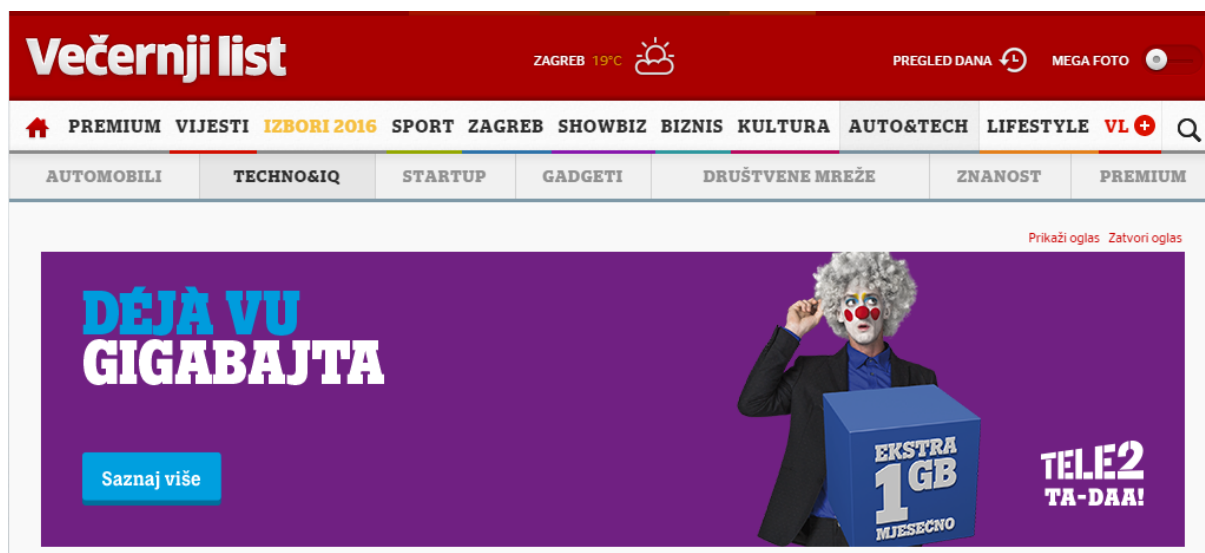 Večernji list
ZAGREB 19°C
PREGLED DANA
MEGA FOTO
PREMIUM VIJESTI IZBORI 2016 SPORT ZAGREB SHOWBIZ BIZNIS KULTURA AUTO&TECH LIFESTYLE VL+
AUTOMOBILI TECHNO&IQ STARTUP GADGETI DRUŠTVENE MREŽE ZNANOST PREMIUM
Prikaži oglas Zatvori oglas
DÉJÀ VU
GIGABAJTA
Saznaj više
EKSTRA
1GB
MJESEČNO
TELE2
TA-DAA!